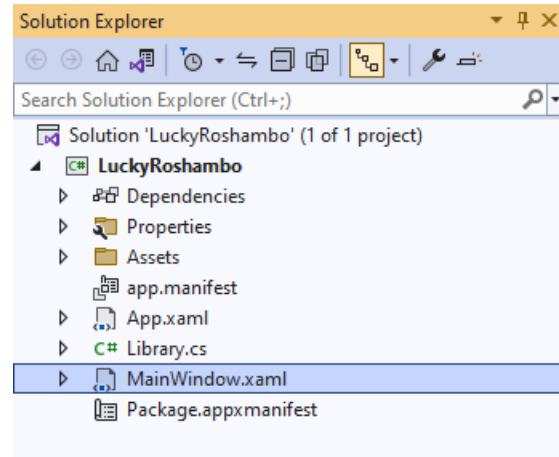 Solution Explorer
Search Solution Explorer (Ctrl+;)
Solution 'LuckyRoshambo' (1 of 1 project)
C# LuckyRoshambo
Dependencies
Properties
Assets
app.manifest
App.xaml
C# Library.cs
MainWindow.xaml
Package.appxmanifest